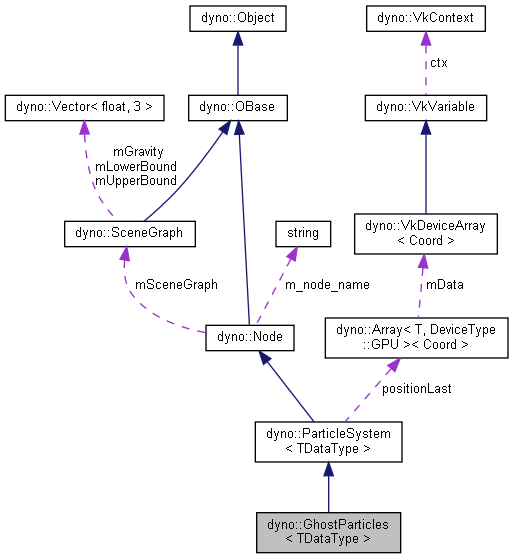 dyno::Object
dyno::VkContext
ctx
dyno::Vector< float, 3 >
dyno::OBase
dyno::VkVariable
mGravity
mLowerBound
mUpperBound
dyno::SceneGraph
string
dyno::VkDeviceArray
< Coord >
mSceneGraph
m_node_name
mData
dyno::Node
dyno::Array< T, DeviceType
::GPU >< Coord >
positionLast
dyno::ParticleSystem
< TDataType >
dyno::GhostParticles
< TDataType >